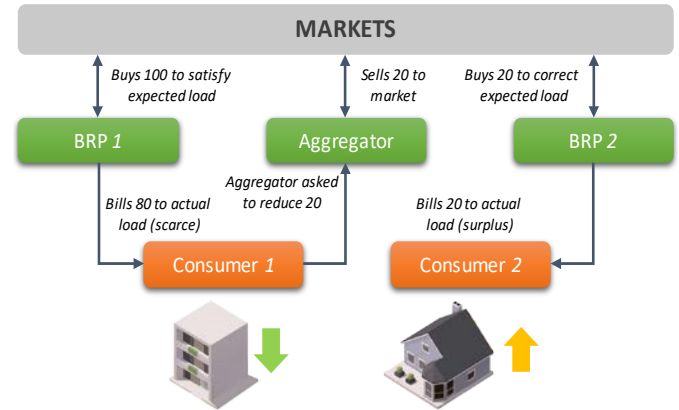 MARKETS
Buys 100 to satisfy
expected load
Sells 20 to
market
Buys 20 to correct
expected load
BRP 1
Aggregator
BRP 2
Bills 80 to actual
load (scarce)
Aggregator asked
to reduce 20
Bills 20 to actual
load (surplus)
Consumer 1
Consumer 2